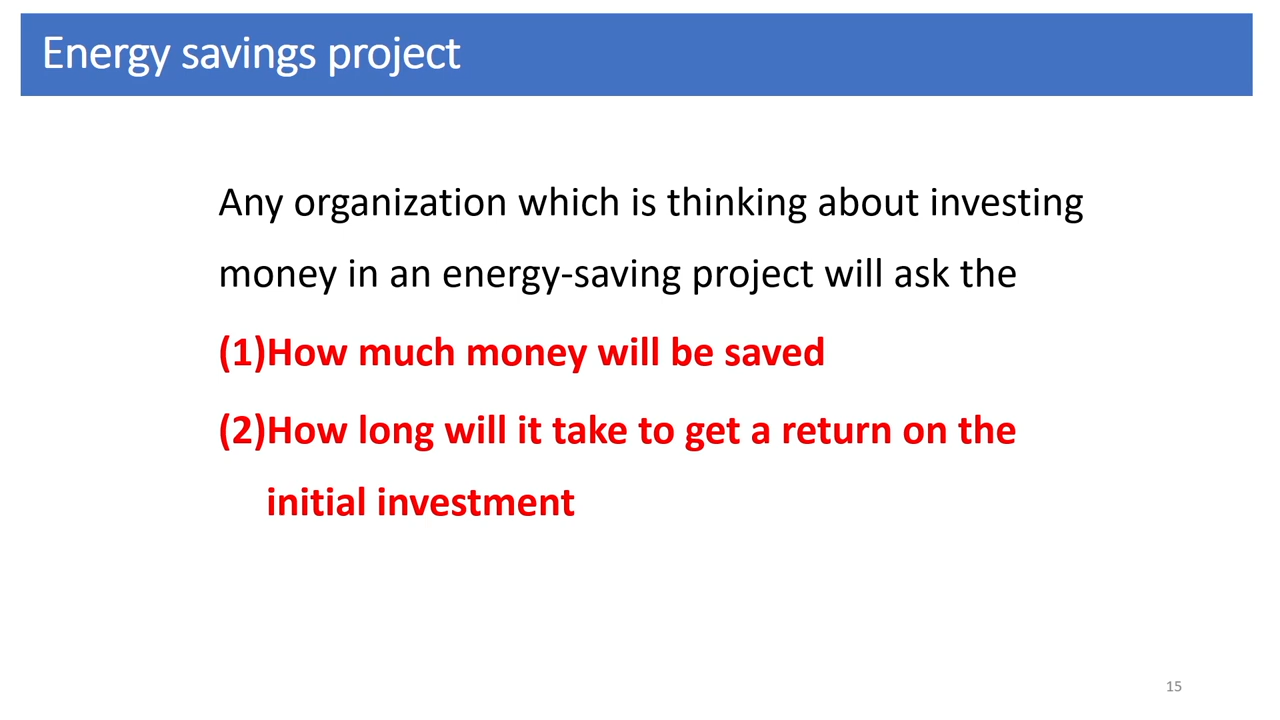 Energy savings project
Any organization which is thinking about investing
money in an energy-saving project will ask the
(1)How much money will be saved
(2)How long will it take to get a return on the
initial investment
15